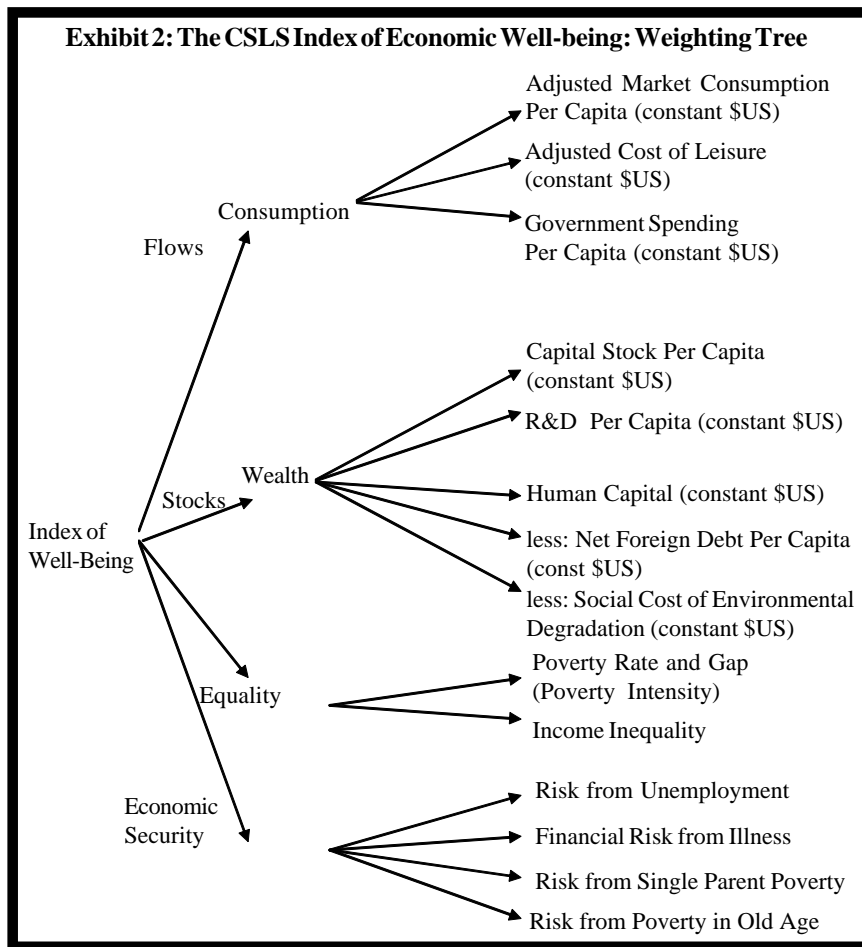 Exhibit 2: The CSLS Index of Economic Well-being: Weighting Tree
Adjusted Market Consumption
Per Capita (constant $US)
Adjusted Cost of Leisure
(constant $US)
Consumption
Government Spending
Per Capita (constant $US)
Flows
Capital Stock Per Capita
(constant $US)
R&D Per Capita (constant $US)
Wealth
Stocks
Human Capital (constant $US)
Index of
Well-Being
less: Net Foreign Debt Per Capita
(const $US)
less: Social Cost of Environmental
Degradation (constant $US)
Equality
Poverty Rate and Gap
(Poverty Intensity)
Income Inequality
Economic
Security
Risk from Unemployment
Financial Risk from Illness
Risk from Single Parent Poverty
Risk from Poverty in Old Age